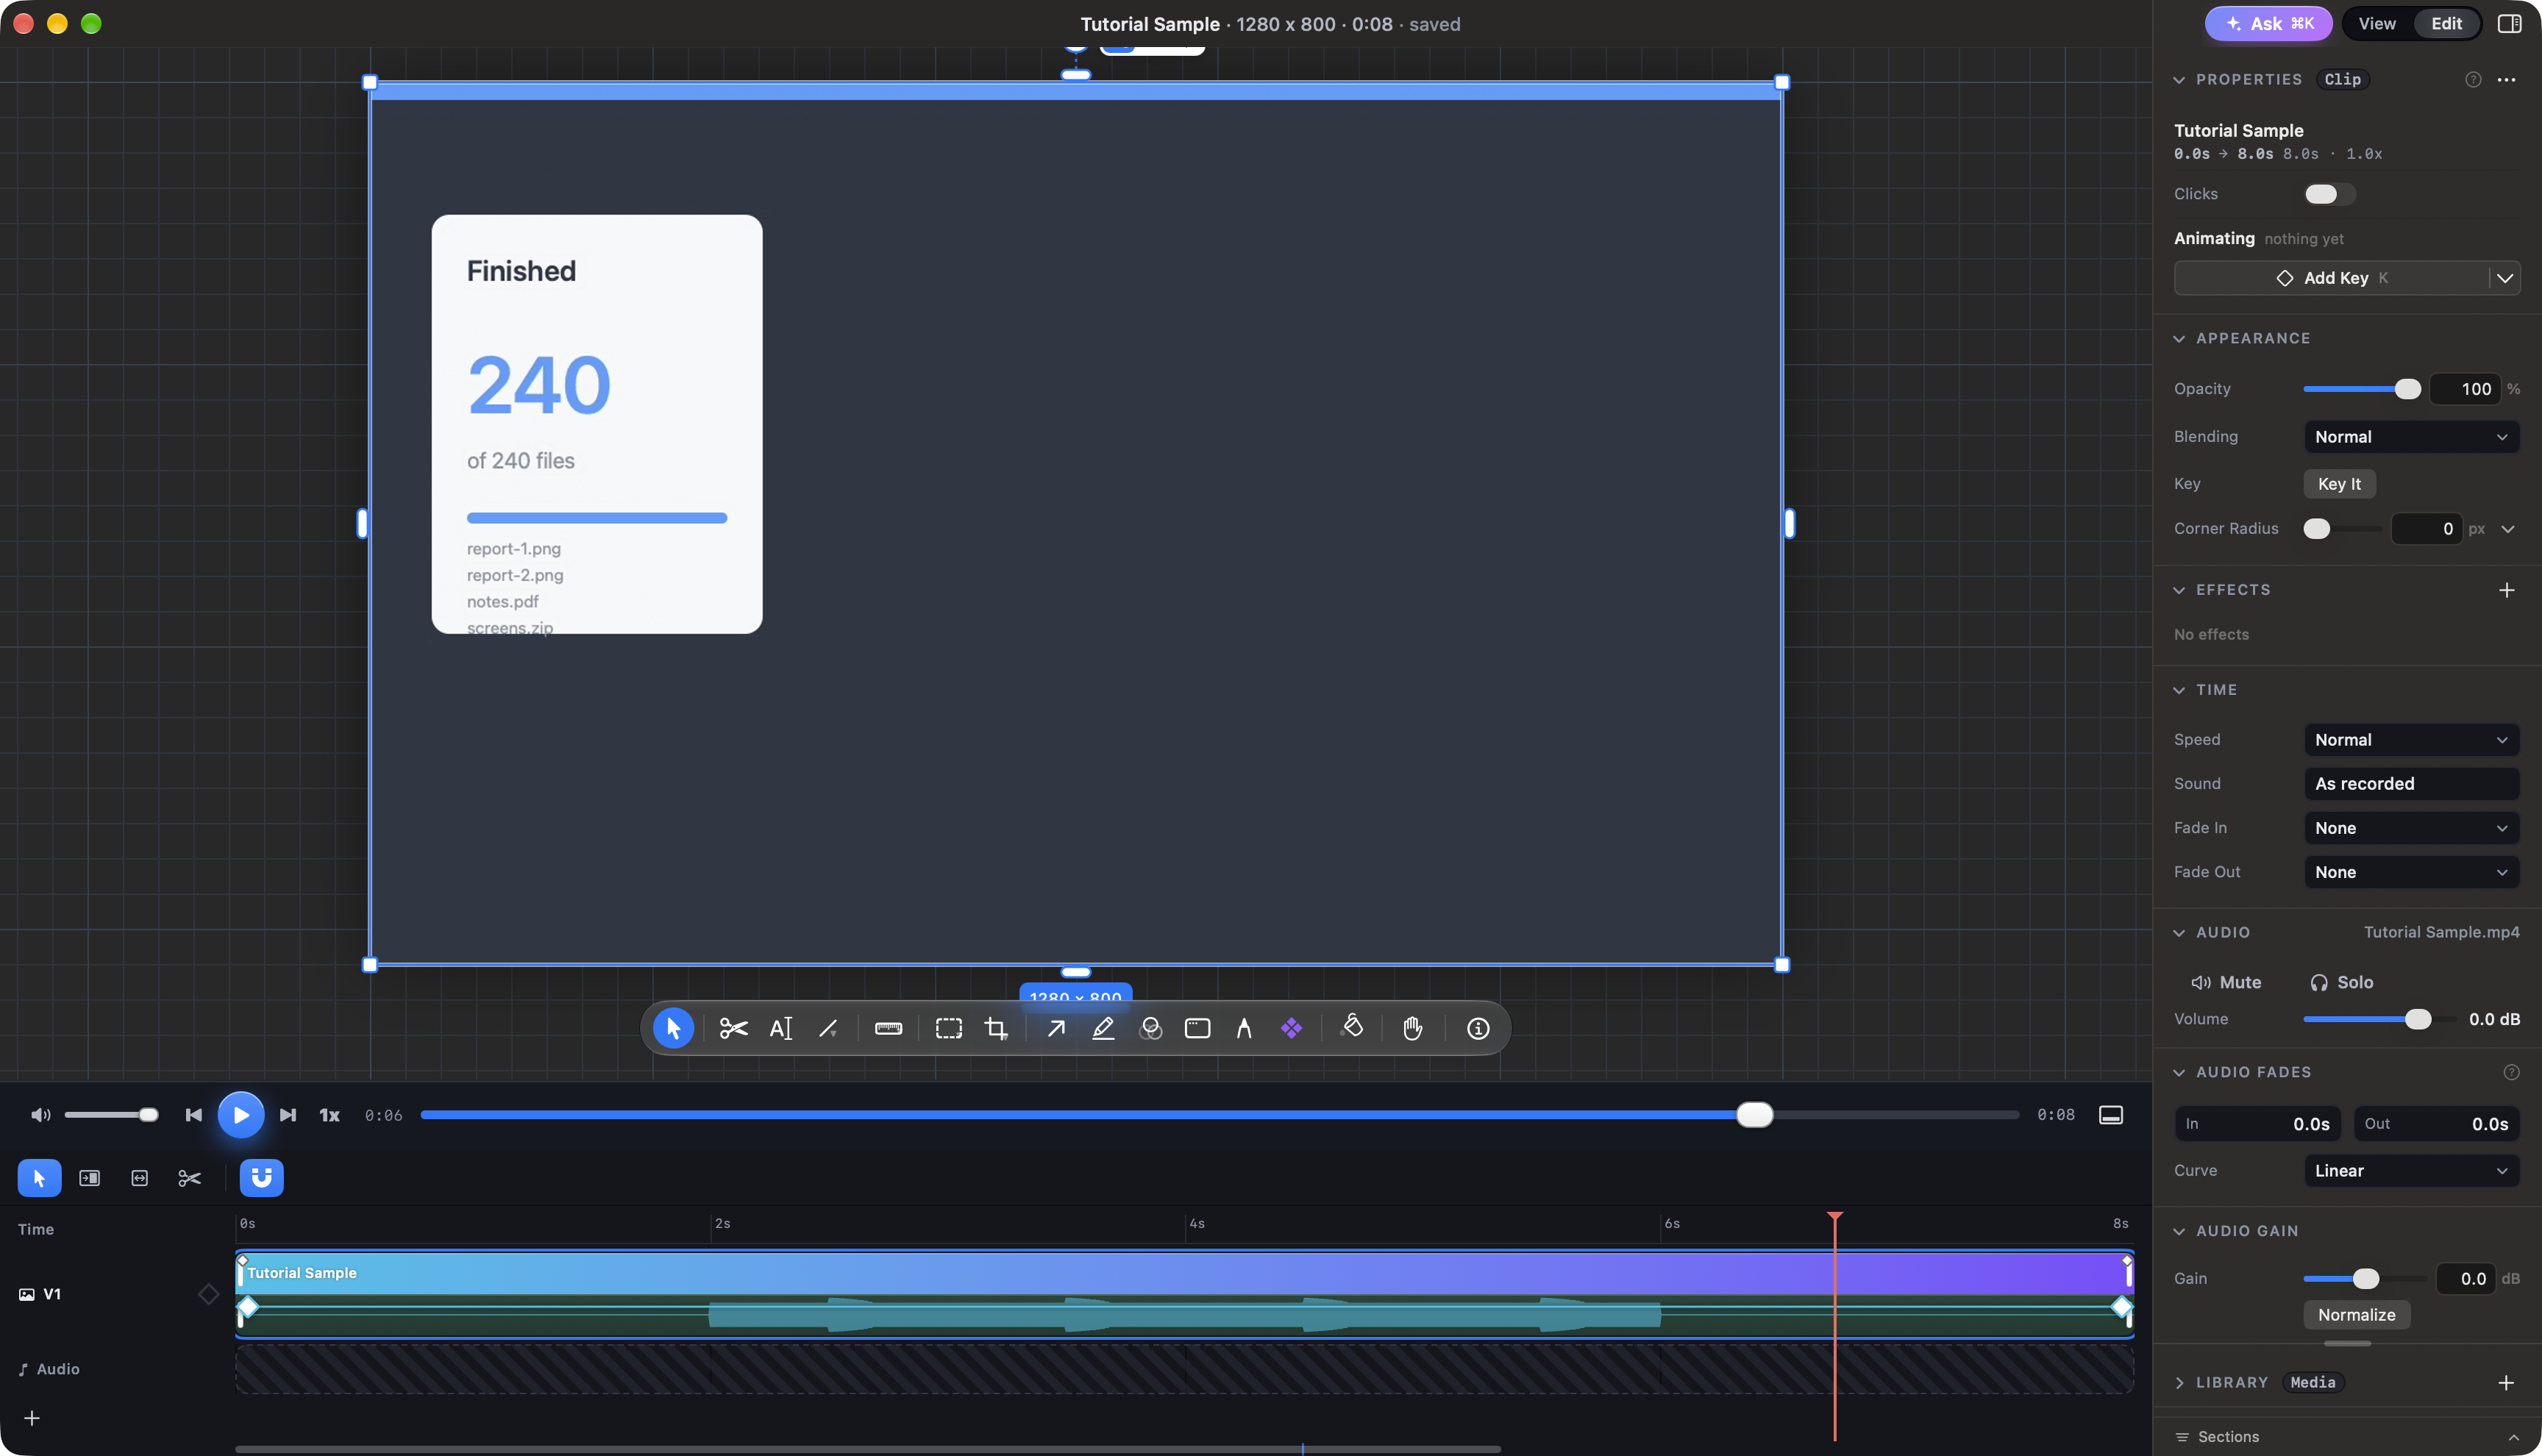 Tutorial Sample · 1280 x 800 · 0:08 · saved
Ask ⌘K
View
Edit
PROPERTIES Clip
Tutorial Sample
0.0s → 8.0s 8.0s · 1.0x
Clicks
Animating nothing yet
Add Key K
APPEARANCE
Opacity 100 %
Blending Normal
Key Key It
Corner Radius 0 px
EFFECTS
No effects
TIME
Speed Normal
Sound As recorded
Fade In None
Fade Out None
AUDIO Tutorial Sample.mp4
Mute Solo
Volume 0.0 dB
AUDIO FADES
In 0.0s Out 0.0s
Curve Linear
AUDIO GAIN
Gain 0.0 dB
Normalize
LIBRARY Media
Sections
Finished
240
of 240 files
report-1.png
report-2.png
notes.pdf
screens.zip
1280 × 800
1x 0:06 0:08
Time 0s 2s 4s 6s 8s
Tutorial Sample
V1
Audio